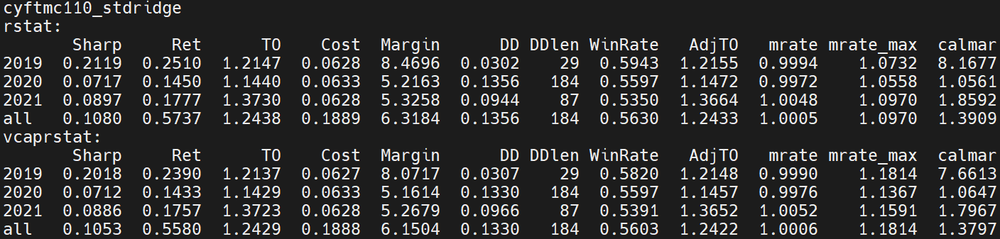 cyftmc110_stdridge
rstat:
Sharp Ret TO Cost Margin DD DDlen WinRate AdjTO mrate mrate_max calmar
2019 0.2119 0.2510 1.2147 0.0628 8.4696 0.0302 29 0.5943 1.2155 0.9994 1.0732 8.1677
2020 0.0717 0.1450 1.1440 0.0633 5.2163 0.1356 184 0.5597 1.1472 0.9972 1.0558 1.0561
2021 0.0897 0.1777 1.3730 0.0628 5.3258 0.0944 87 0.5350 1.3664 1.0048 1.0970 1.8592
all 0.1080 0.5737 1.2438 0.1889 6.3184 0.1356 184 0.5630 1.2433 1.0005 1.0970 1.3909
vcaprstat:
Sharp Ret TO Cost Margin DD DDlen WinRate AdjTO mrate mrate_max calmar
2019 0.2018 0.2390 1.2137 0.0627 8.0717 0.0307 29 0.5820 1.2148 0.9990 1.1814 7.6613
2020 0.0712 0.1433 1.1429 0.0633 5.1614 0.1330 184 0.5597 1.1457 0.9976 1.1367 1.0647
2021 0.0886 0.1757 1.3723 0.0628 5.2679 0.0966 87 0.5391 1.3652 1.0052 1.1591 1.7967
all 0.1053 0.5580 1.2429 0.1888 6.1504 0.1330 184 0.5603 1.2422 1.0006 1.1814 1.3797